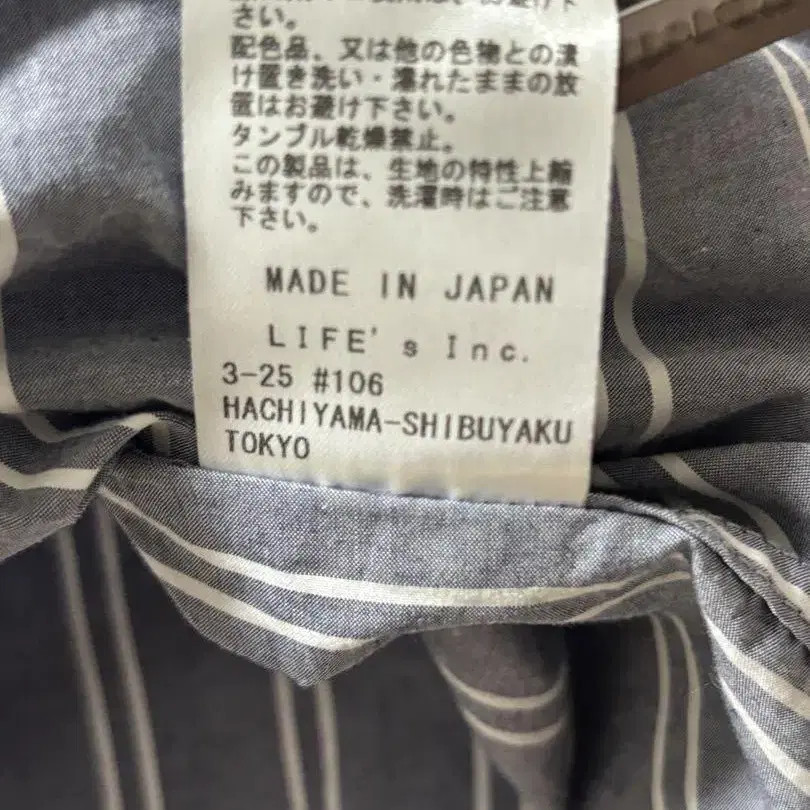 さい。
配色品、又は他の色物との漬
け置き洗い・濡れたままの放
置はお避け下さい。
タンブル乾燥禁止。
この製品は、生地の特性上縮
みますので、洗濯時はご注意
下さい。
MADE IN JAPAN
LIFE's Inc.
3-25 #106
HACHIYAMA-SHIBUYAKU
TOKYO